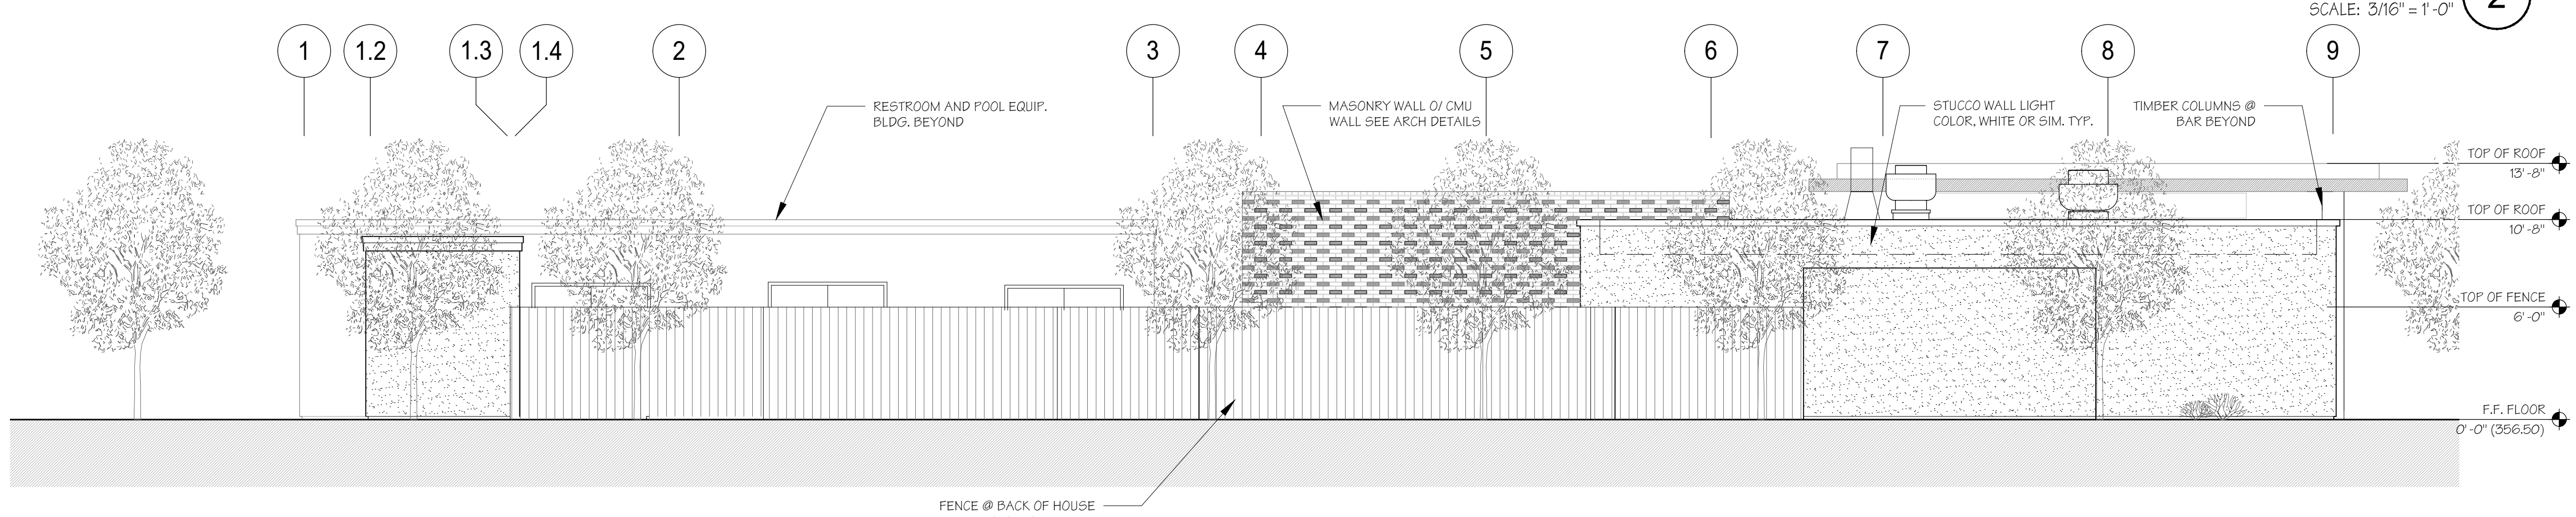 SCALE: 3/16" = 1'-0"
2
1 1.2 1.3 1.4 2 3 4 5 6 7 8 9
RESTROOM AND POOL EQUIP.
BLDG. BEYOND
MASONRY WALL O/ CMU
WALL SEE ARCH DETAILS
STUCCO WALL LIGHT
COLOR, WHITE OR SIM. TYP.
TIMBER COLUMNS @
BAR BEYOND
TOP OF ROOF
13'-8"
TOP OF ROOF
10'-8"
TOP OF FENCE
6'-0"
F.F. FLOOR
0'-0" (356.50)
FENCE @ BACK OF HOUSE